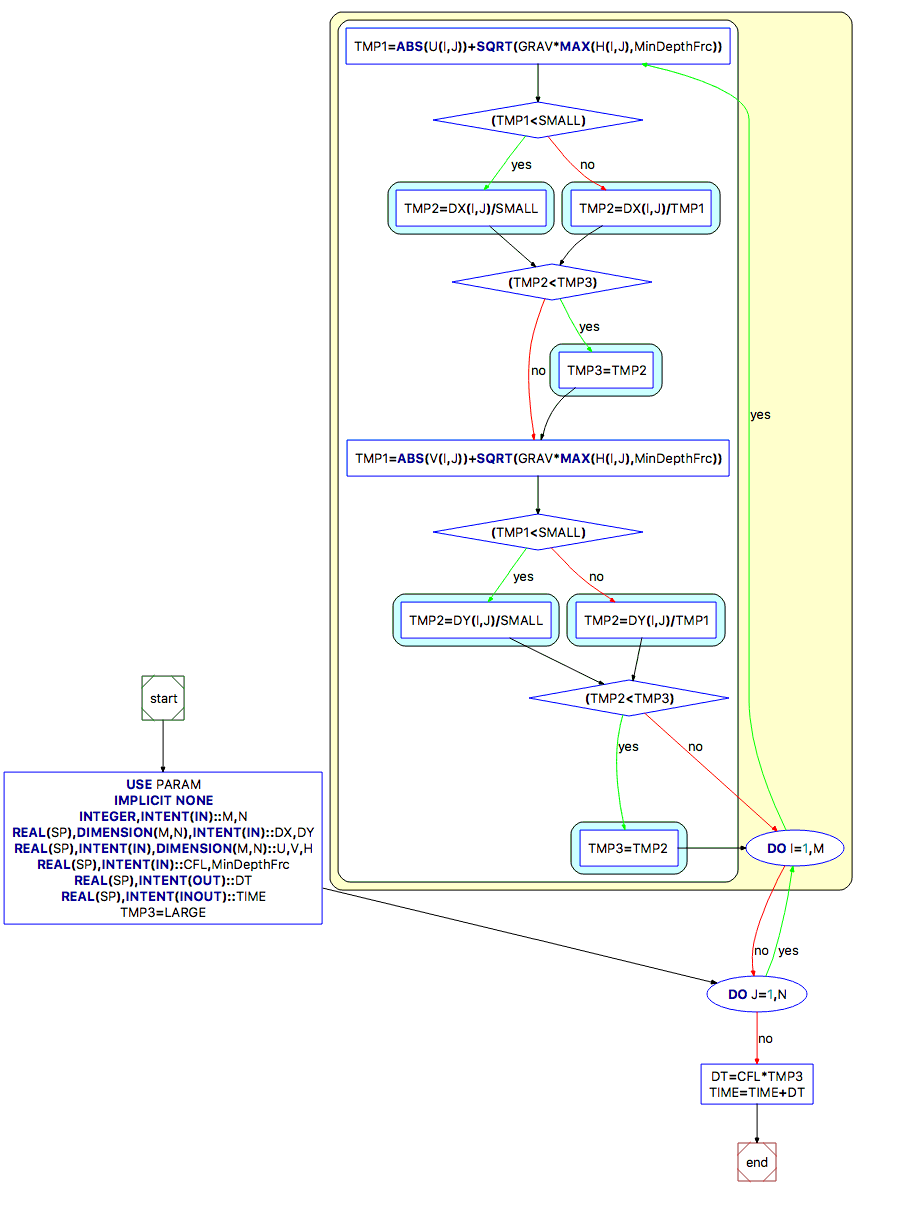 TMP1=ABS(U(I,J))+SQRT(GRAV*MAX(H(I,J),MinDepthFrc))
(TMP1<SMALL)
yes
no
TMP2=DX(I,J)/SMALL
TMP2=DX(I,J)/TMP1
(TMP2<TMP3)
yes
no
TMP3=TMP2
yes
TMP1=ABS(V(I,J))+SQRT(GRAV*MAX(H(I,J),MinDepthFrc))
(TMP1<SMALL)
yes
no
TMP2=DY(I,J)/SMALL
TMP2=DY(I,J)/TMP1
(TMP2<TMP3)
yes
no
TMP3=TMP2
DO I=1,M
start
USE PARAM
IMPLICIT NONE
INTEGER,INTENT(IN)::M,N
REAL(SP),DIMENSION(M,N),INTENT(IN)::DX,DY
REAL(SP),INTENT(IN),DIMENSION(M,N)::U,V,H
REAL(SP),INTENT(IN)::CFL,MinDepthFrc
REAL(SP),INTENT(OUT)::DT
REAL(SP),INTENT(INOUT)::TIME
TMP3=LARGE
no
yes
DO J=1,N
no
DT=CFL*TMP3
TIME=TIME+DT
end